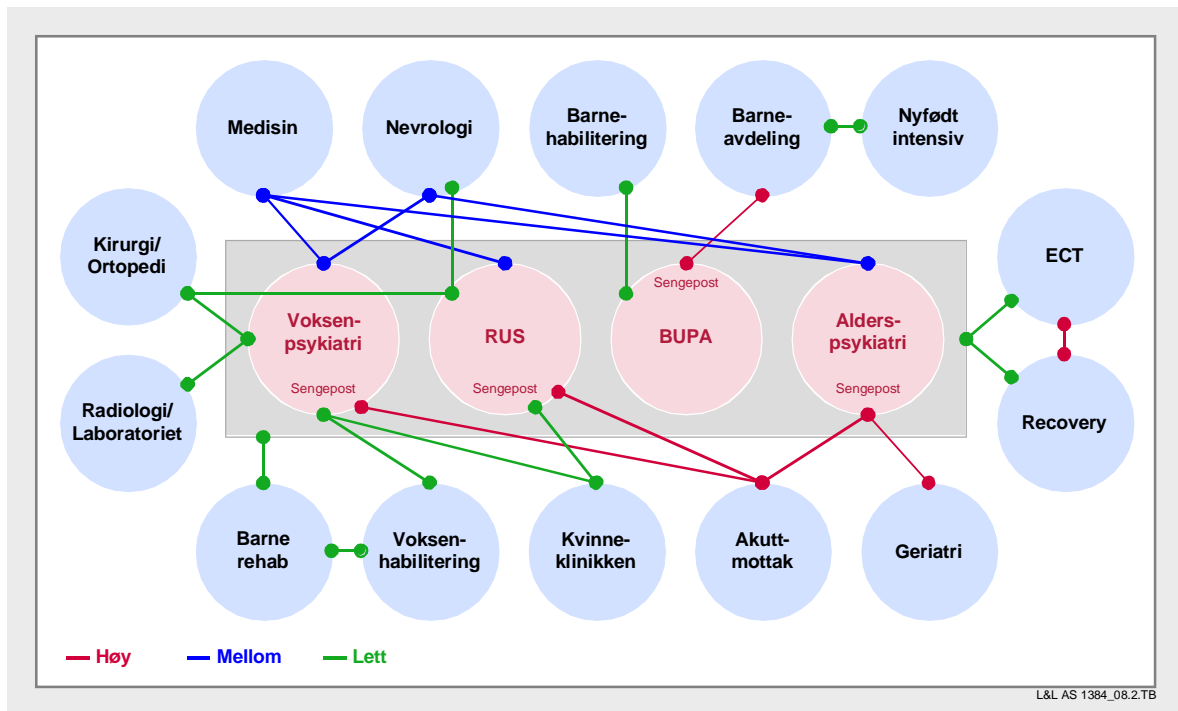 Medisin
Nevrologi
Barne-
habilitering
Barne-
avdeling
Nyfødt
intensiv
Kirurgi/
Ortopedi
ECT
Sengepost
Voksen-
psykiatri
RUS
BUPA
Alders-
psykiatri
Sengepost
Sengepost
Sengepost
Radiologi/
Laboratoriet
Recovery
Barne
rehab
Voksen-
habilitering
Kvinne-
klinikken
Akutt-
mottak
Geriatri
Høy
Mellom
Lett
L&L AS 1384_08.2.TB